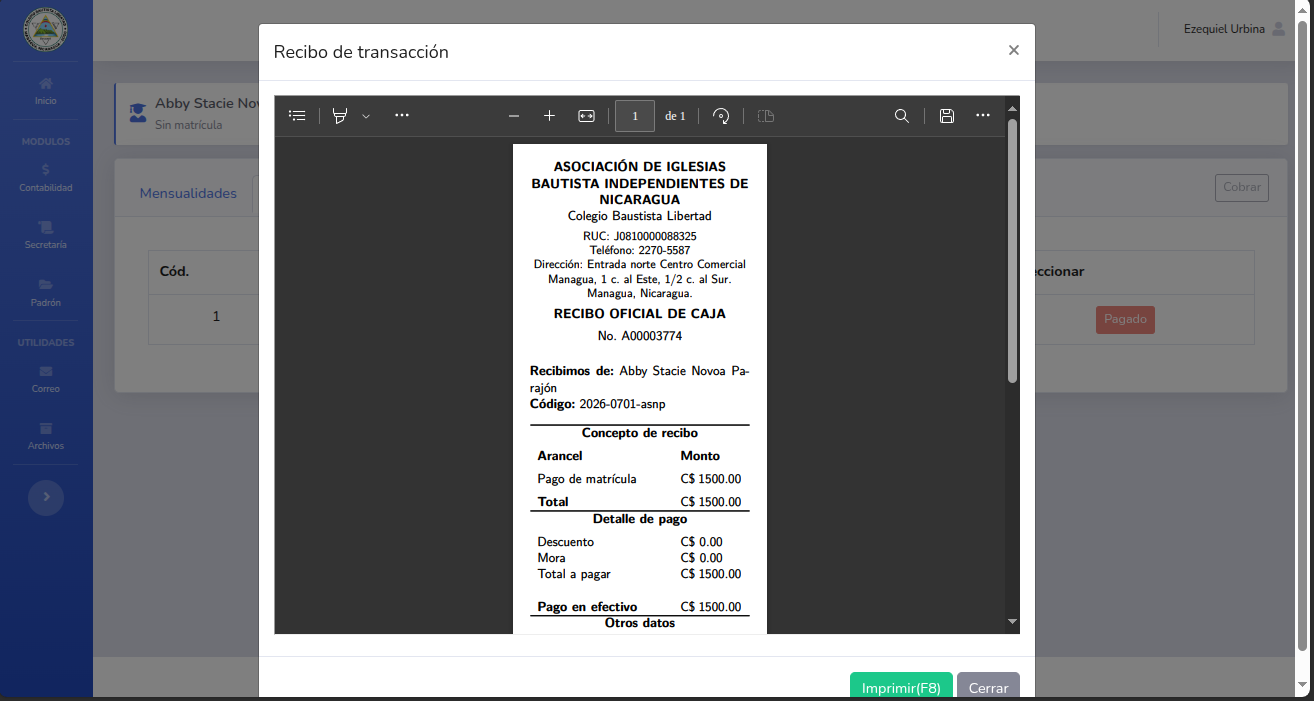 Ezequiel Urbina
Inicio
MODULOS
Contabilidad
Secretaría
Padrón
UTILIDADES
Correo
Archivos
Abby Stacie Nov
Sin matrícula
Mensualidades
Cobrar
Cód.
eccionar
1
Pagado
Recibo de transacción
×
1 de 1
ASOCIACIÓN DE IGLESIAS
BAUTISTA INDEPENDIENTES DE
NICARAGUA
Colegio Baustista Libertad
RUC: J0810000088325
Teléfono: 2270-5587
Dirección: Entrada norte Centro Comercial
Managua, 1 c. al Este, 1/2 c. al Sur.
Managua, Nicaragua.
RECIBO OFICIAL DE CAJA
No. A00003774
Recibimos de: Abby Stacie Novoa Pa-
rajón
Código: 2026-0701-asnp
Concepto de recibo
Arancel Monto
Pago de matrícula C$ 1500.00
Total C$ 1500.00
Detalle de pago
Descuento C$ 0.00
Mora C$ 0.00
Total a pagar C$ 1500.00
Pago en efectivo C$ 1500.00
Otros datos
Imprimir(F8) Cerrar